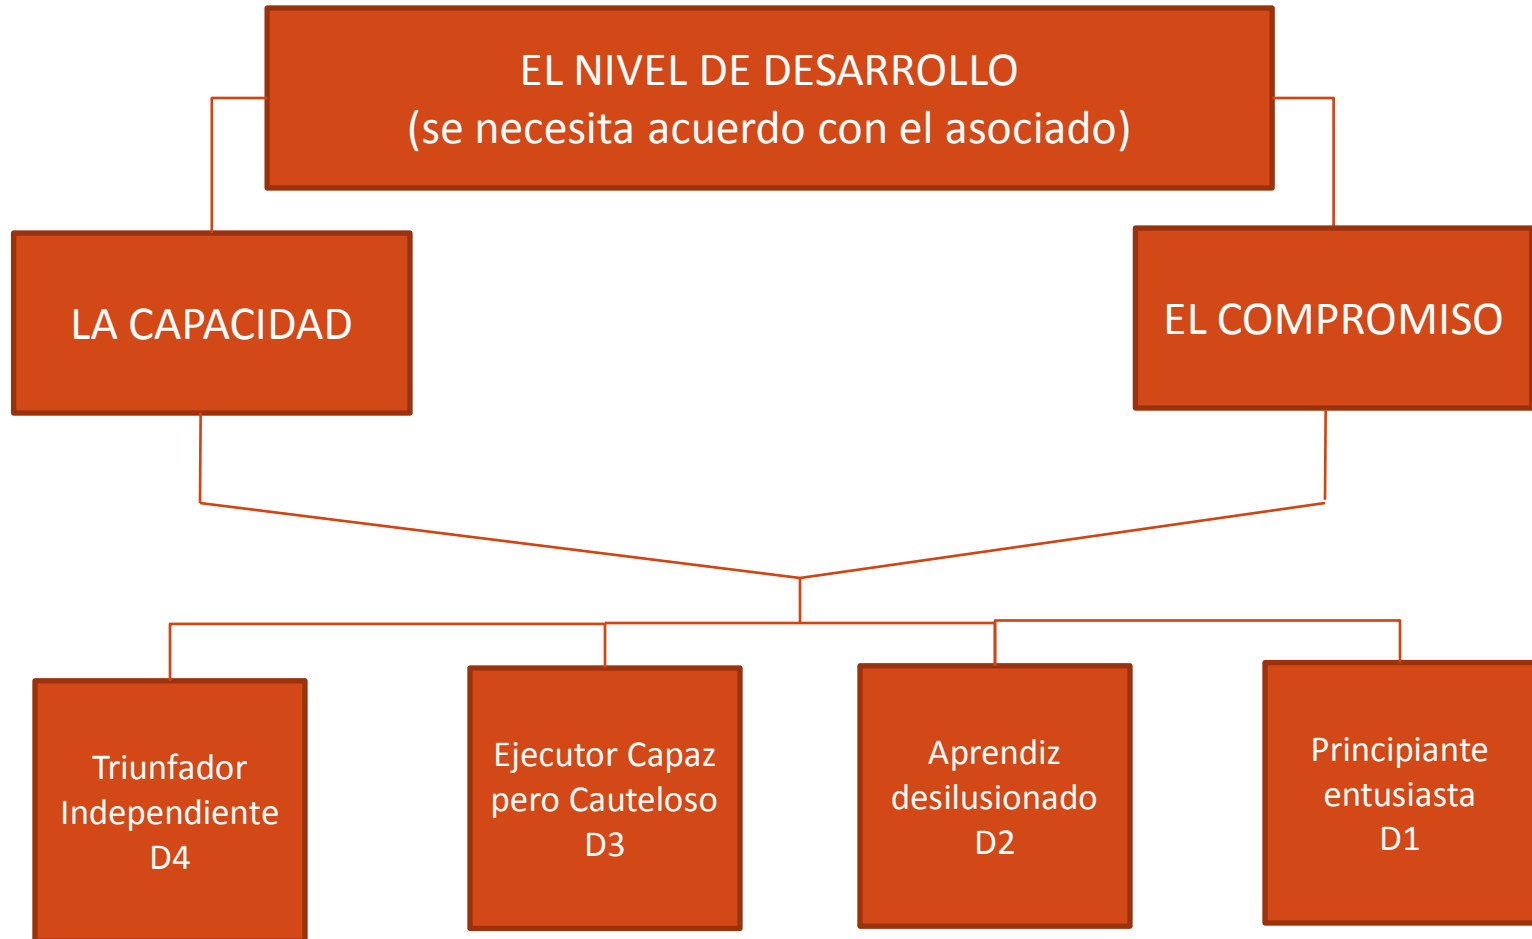 EL NIVEL DE DESARROLLO
(se necesita acuerdo con el asociado)
LA CAPACIDAD
EL COMPROMISO
Triunfador
Independiente
D4
Ejecutor Capaz
pero Cauteloso
D3
Aprendiz
desilusionado
D2
Principiante
entusiasta
D1